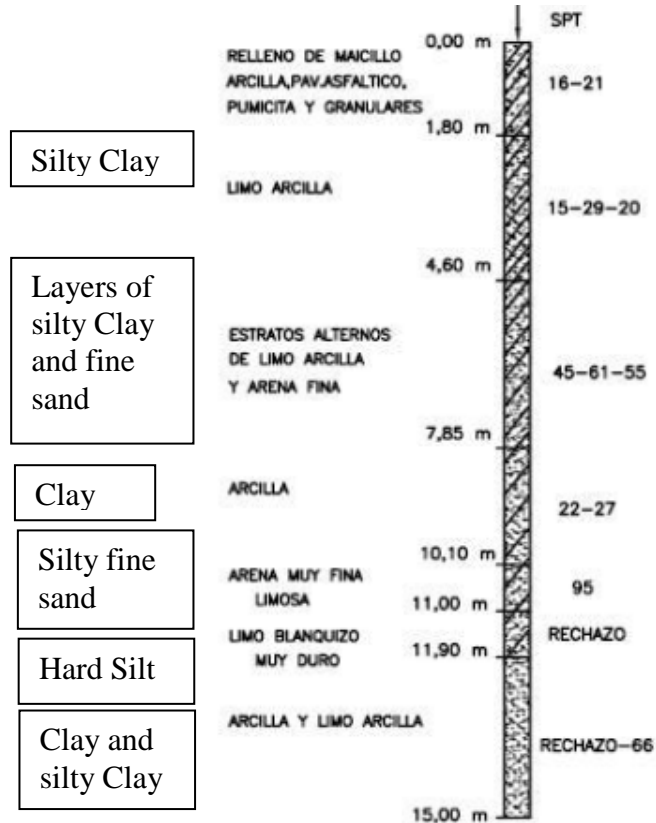 SPT
0,00 m
RELLENO DE MAICILLO
ARCILLA,PAV.ASFALTICO,
PUMICITA Y GRANULARES
16-21
1,80 m
Silty Clay
LIMO ARCILLA
15-29-20
4,60 m
Layers of
silty Clay
and fine
sand
ESTRATOS ALTERNOS
DE LIMO ARCILLA
Y ARENA FINA
45-61-55
7,85 m
Clay
ARCILLA
22-27
10,10 m
Silty fine
sand
ARENA MUY FINA
LIMOSA
95
11,00 m
Hard Silt
LIMO BLANQUIZO
MUY DURO
RECHAZO
11,90 m
Clay and
silty Clay
ARCILLA Y LIMO ARCILLA
RECHAZO-66
15,00 m